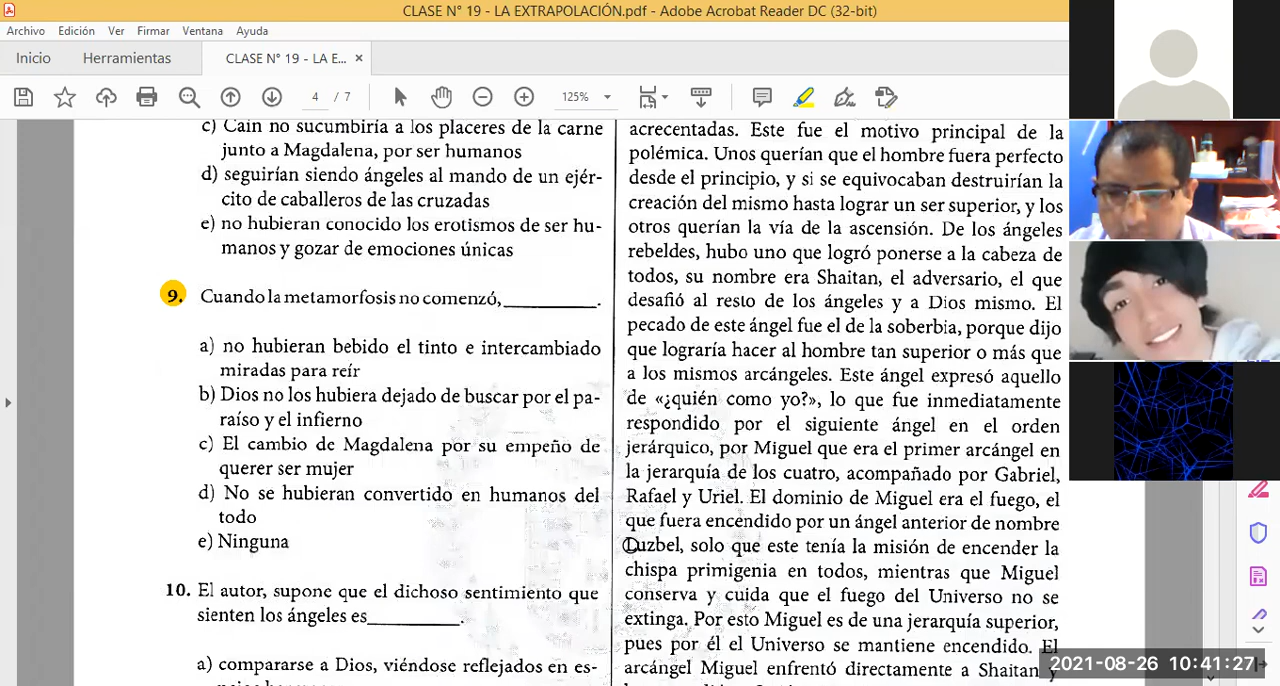 CLASE N° 19 - LA EXTRAPOLACIÓN.pdf - Adobe Acrobat Reader DC (32-bit)
Archivo Edición Ver Firmar Ventana Ayuda
Inicio Herramientas CLASE N° 19 - LA E... ×
4 / 7 125%
c) Cain no sucumbiría a los placeres de la carne
junto a Magdalena, por ser humanos
d) seguirían siendo ángeles al mando de un ejér-
cito de caballeros de las cruzadas
e) no hubieran conocido los erotismos de ser hu-
manos y gozar de emociones únicas
9. Cuando la metamorfosis no comenzó,__________.
a) no hubieran bebido el tinto e intercambiado
miradas para reír
b) Dios no los hubiera dejado de buscar por el pa-
raíso y el infierno
c) El cambio de Magdalena por su empeño de
querer ser mujer
d) No se hubieran convertido en humanos del
todo
e) Ninguna
10. El autor, supone que el dichoso sentimiento que
sienten los ángeles es__________.
a) compararse a Dios, viéndose reflejados en es-
acrecentadas. Este fue el motivo principal de la
polémica. Unos querían que el hombre fuera perfecto
desde el principio, y si se equivocaban destruirían la
creación del mismo hasta lograr un ser superior, y los
otros querían la vía de la ascensión. De los ángeles
rebeldes, hubo uno que logró ponerse a la cabeza de
todos, su nombre era Shaitan, el adversario, el que
desafió al resto de los ángeles y a Dios mismo. El
pecado de este ángel fue el de la soberbia, porque dijo
que lograría hacer al hombre tan superior o más que
a los mismos arcángeles. Este ángel expresó aquello
de «¿quién como yo?», lo que fue inmediatamente
respondido por el siguiente ángel en el orden
jerárquico, por Miguel que era el primer arcángel en
la jerarquía de los cuatro, acompañado por Gabriel,
Rafael y Uriel. El dominio de Miguel era el fuego, el
que fuera encendido por un ángel anterior de nombre
Luzbel, solo que este tenía la misión de encender la
chispa primigenia en todos, mientras que Miguel
conserva y cuida que el fuego del Universo no se
extinga. Por esto Miguel es de una jerarquía superior,
pues por él el Universo se mantiene encendido. El
arcángel Miguel enfrentó directamente a Shaitan y
2021-08-26 10:41:27